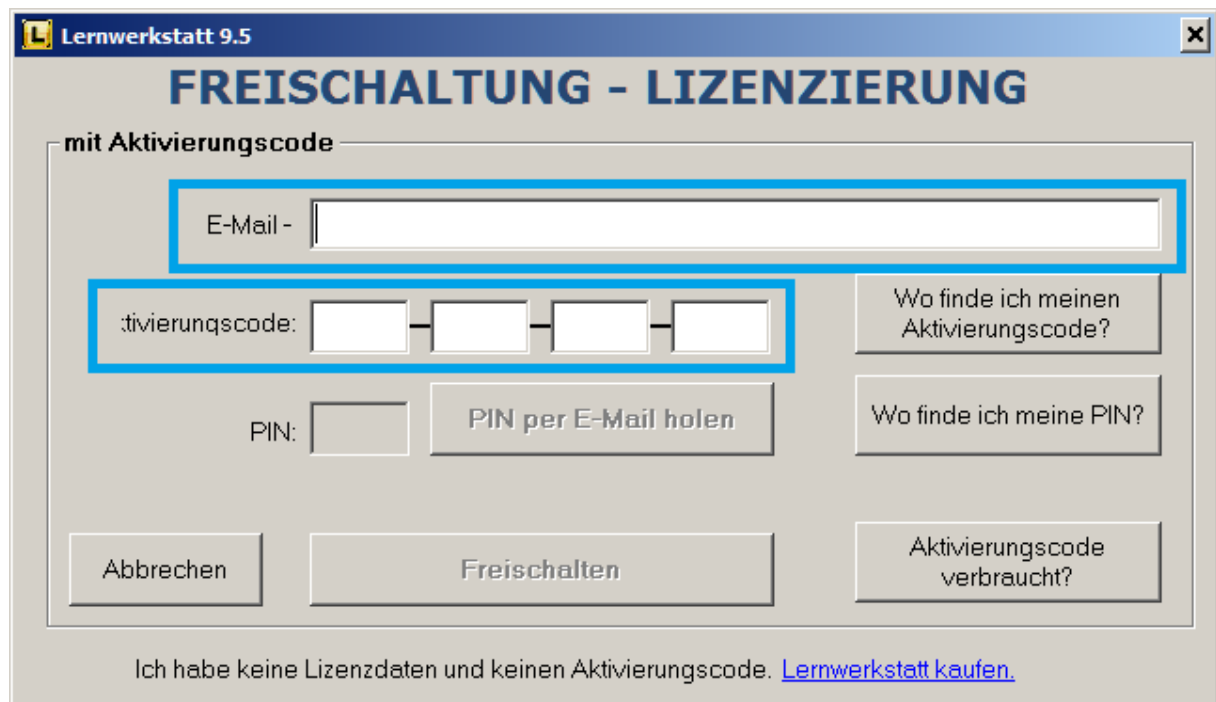 Lernwerkstatt 9.5
FREISCHALTUNG - LIZENZIERUNG
mit Aktivierungscode
E-Mail -
:tivierungscode:
Wo finde ich meinen
Aktivierungscode?
PIN:
PIN per E-Mail holen
Wo finde ich meine PIN?
Abbrechen
Freischalten
Aktivierungscode
verbraucht?
Ich habe keine Lizenzdaten und keinen Aktivierungscode. Lernwerkstatt kaufen.